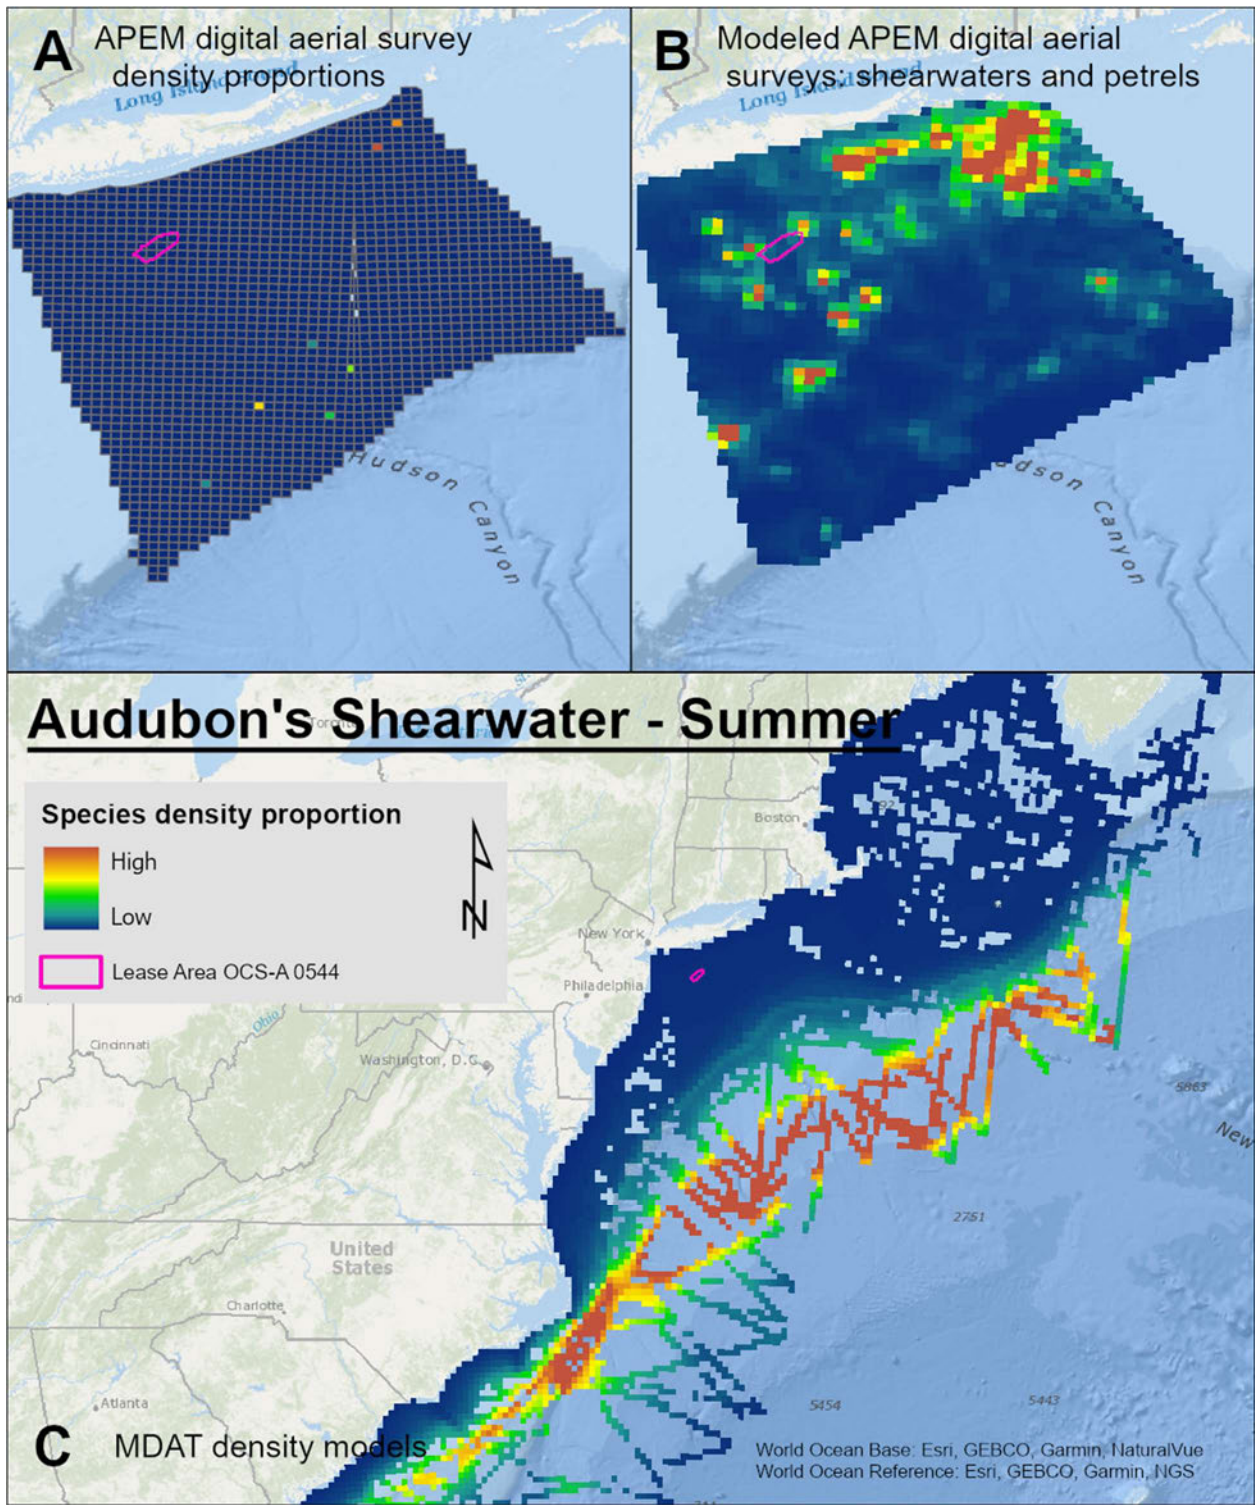 A APEM digital aerial survey
density proportions
Long Island Sound
Hudson Canyon
B Modeled APEM digital aerial
surveys: shearwaters and petrels
Long Island Sound
dson Canyon
Audubon's Shearwater - Summer
Toronto
Species density proportion
High
Low
N
Lease Area OCS-A 0544
92
Boston
New York
Philadelphia
Ohio
Cincinnati
Washington, D.C.
5863
New
2751
United
States
Charlotte
Atlanta
5454
5443
C MDAT density models
World Ocean Base: Esri, GEBCO, Garmin, NaturalVue
World Ocean Reference: Esri, GEBCO, Garmin, NGS